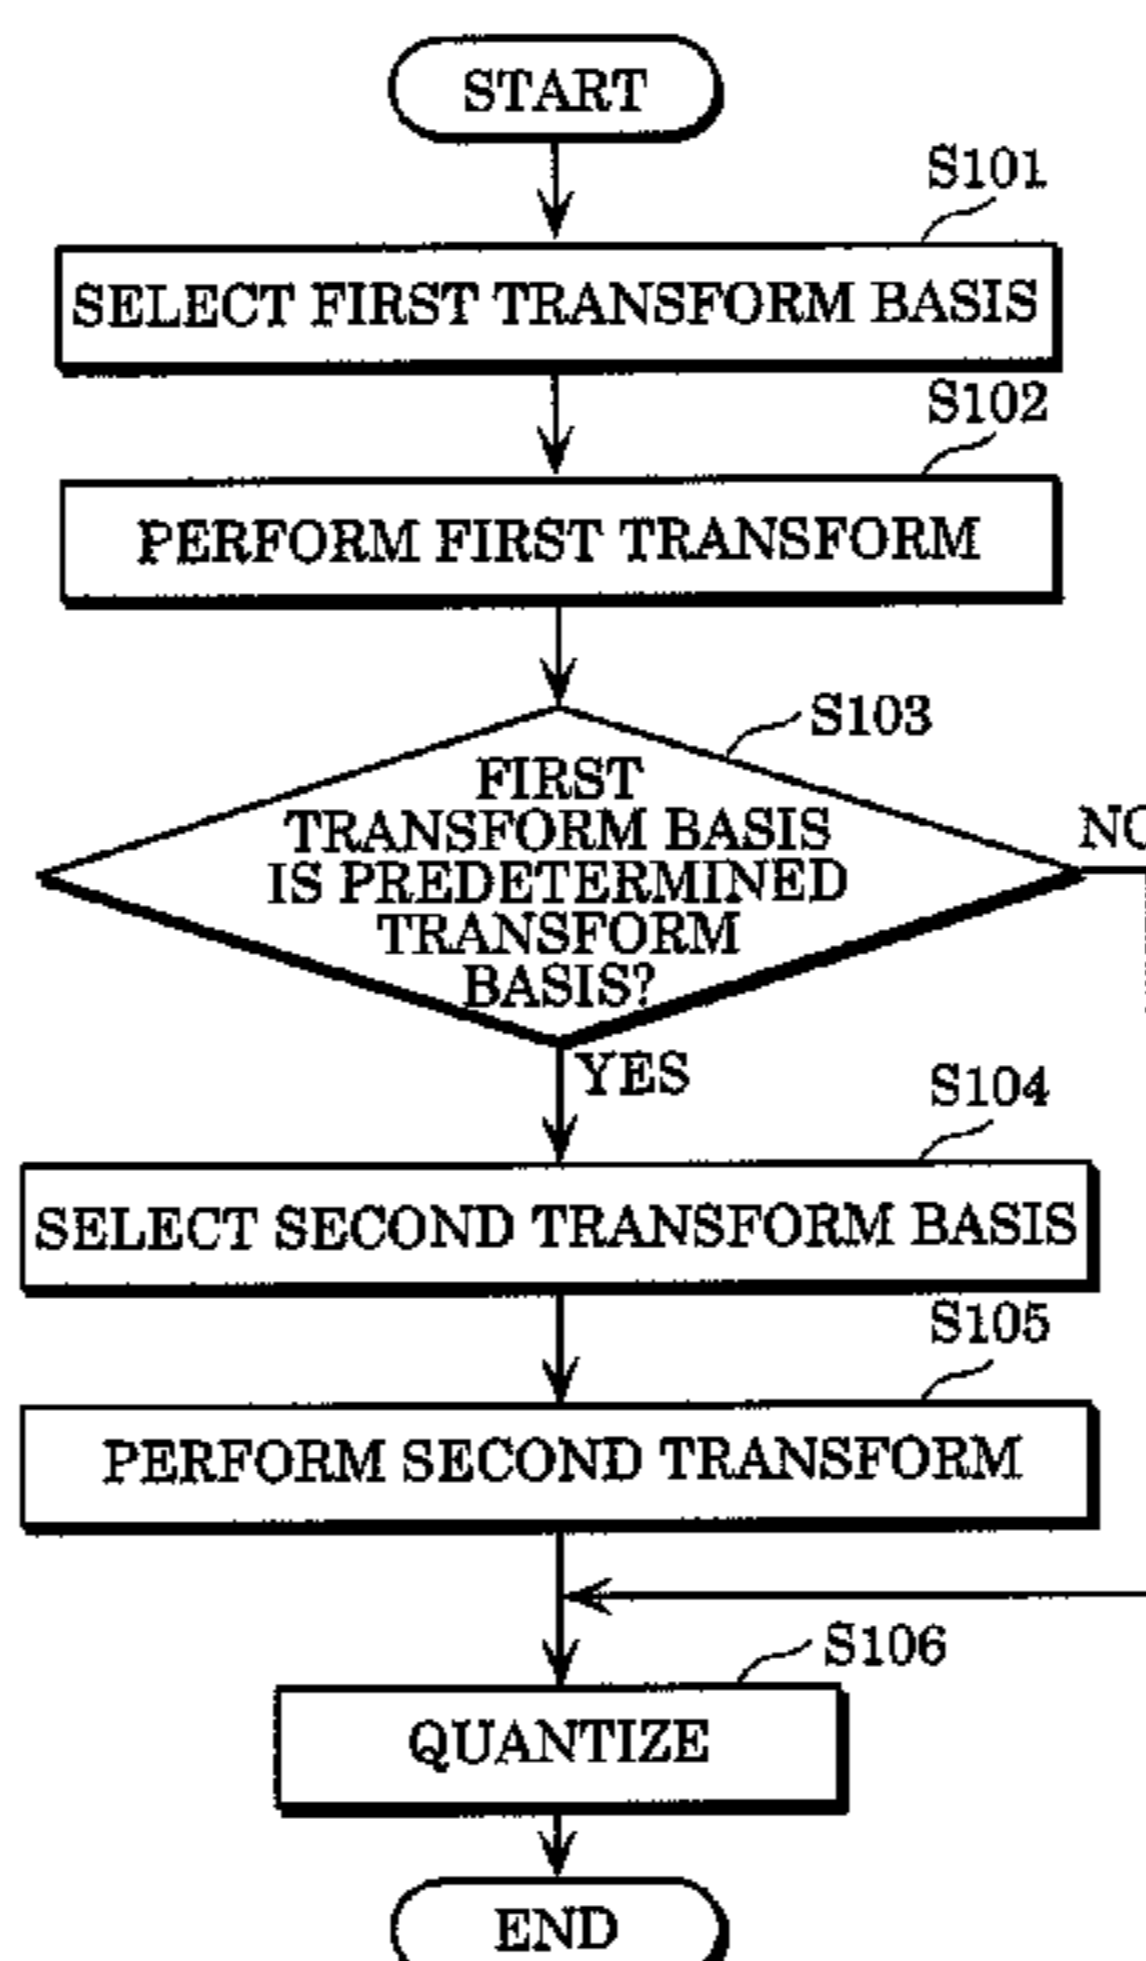 START
S101
SELECT FIRST TRANSFORM BASIS
S102
PERFORM FIRST TRANSFORM
S103
FIRST
TRANSFORM BASIS
IS PREDETERMINED
TRANSFORM
BASIS?
NO
YES
S104
SELECT SECOND TRANSFORM BASIS
S105
PERFORM SECOND TRANSFORM
S106
QUANTIZE
END